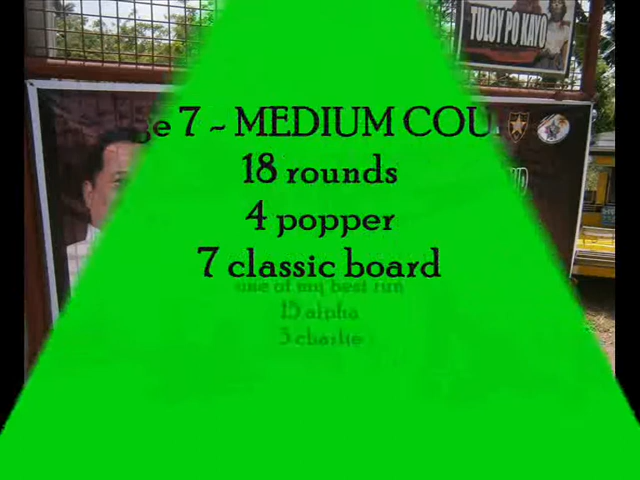 TULOY PO KAYO
ge 7 ~ MEDIUM COU
18 rounds
4 popper
7 classic board
one of my best run
15 alpha
3 charlie